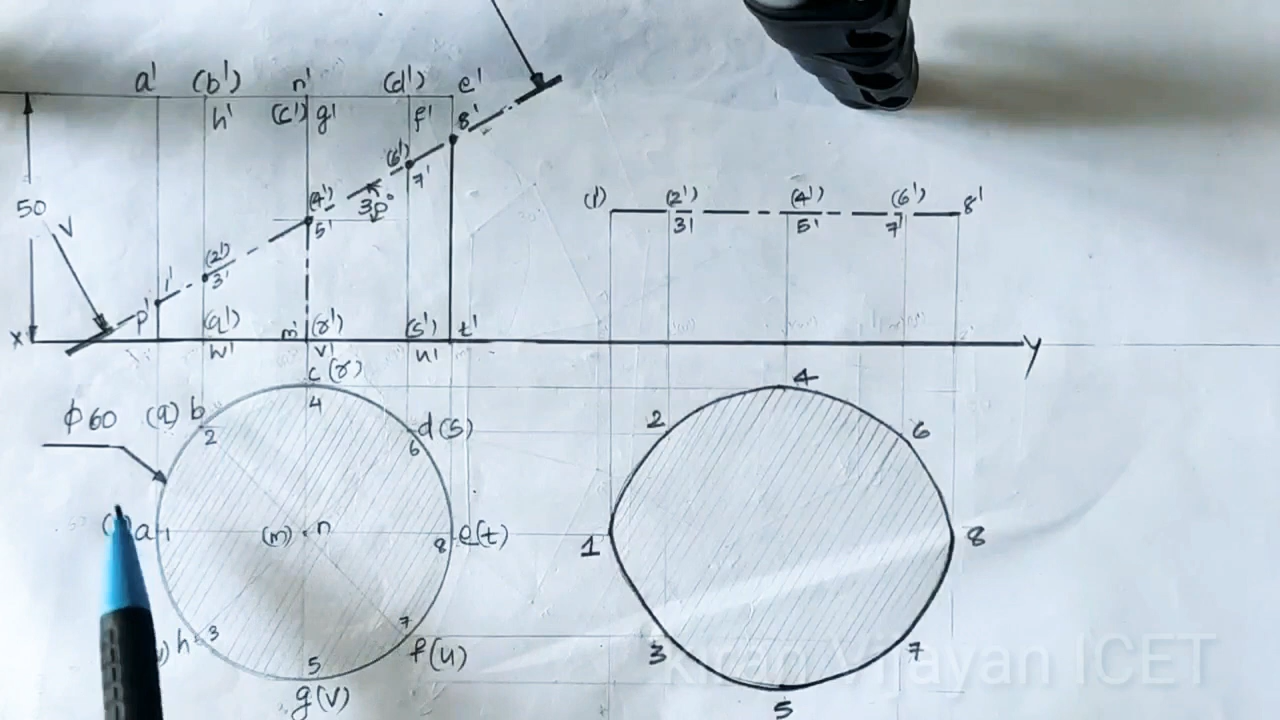 a' (b') n' (d') e'
h' (c') g' f' 8'
(6')
7'
50 V
(4') 30°
5'
(1') (2') (4') (6') 8'
3' 5' 7'
(2')
1' 3'
p' (q') m' (r') (s') t'
x w' v' u' y
c (r)
4
4
φ60 (q) b d(s)
2 6
2 6
a 1 (m) n 8 e(t)
1 8
h 3 7 f(u)
3 7
5
g(v)
5
Kiran Vijayan ICET